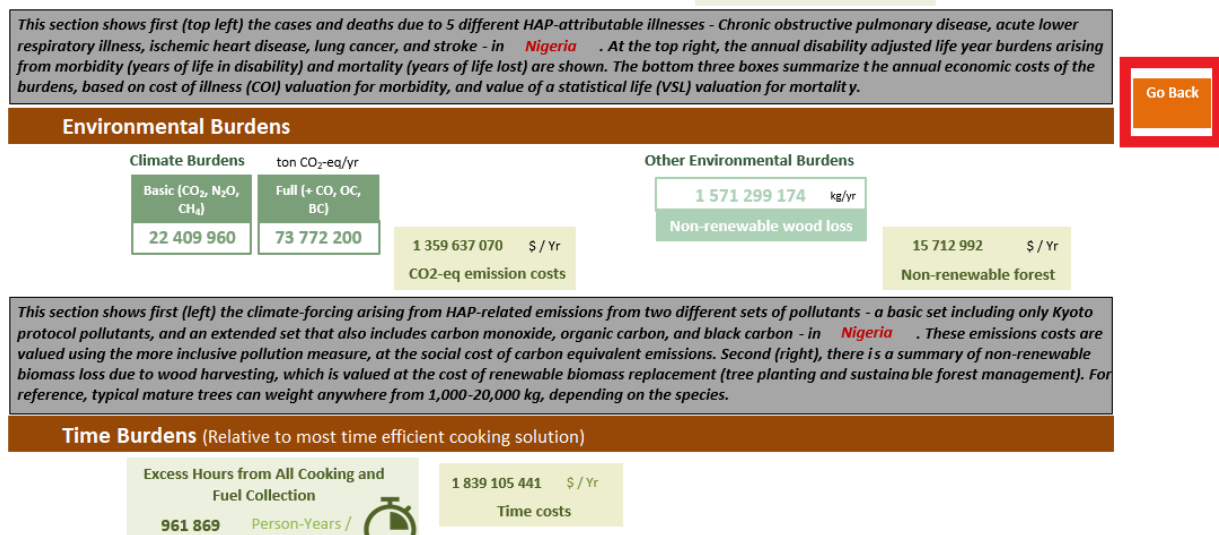 This section shows first (top left) the cases and deaths due to 5 different HAP-attributable illnesses - Chronic obstructive pulmonary disease, acute lower
respiratory illness, ischemic heart disease, lung cancer, and stroke - in Nigeria . At the top right, the annual disability adjusted life year burdens arising
from morbidity (years of life in disability) and mortality (years of life lost) are shown. The bottom three boxes summarize the annual economic costs of the
burdens, based on cost of illness (COI) valuation for morbidity, and value of a statistical life (VSL) valuation for mortality.
Go Back
Environmental Burdens
Climate Burdens ton CO₂-eq/yr
Basic (CO₂, N₂O,
CH₄)
Full (+ CO, OC,
BC)
22 409 960
73 772 200
1 359 637 070 $ / Yr
CO2-eq emission costs
Other Environmental Burdens
1 571 299 174 kg/yr
Non-renewable wood loss
15 712 992 $ / Yr
Non-renewable forest
This section shows first (left) the climate-forcing arising from HAP-related emissions from two different sets of pollutants - a basic set including only Kyoto
protocol pollutants, and an extended set that also includes carbon monoxide, organic carbon, and black carbon - in Nigeria . These emissions costs are
valued using the more inclusive pollution measure, at the social cost of carbon equivalent emissions. Second (right), there is a summary of non-renewable
biomass loss due to wood harvesting, which is valued at the cost of renewable biomass replacement (tree planting and sustainable forest management). For
reference, typical mature trees can weight anywhere from 1,000-20,000 kg, depending on the species.
Time Burdens (Relative to most time efficient cooking solution)
Excess Hours from All Cooking and
Fuel Collection
961 869 Person-Years /
1 839 105 441 $ / Yr
Time costs